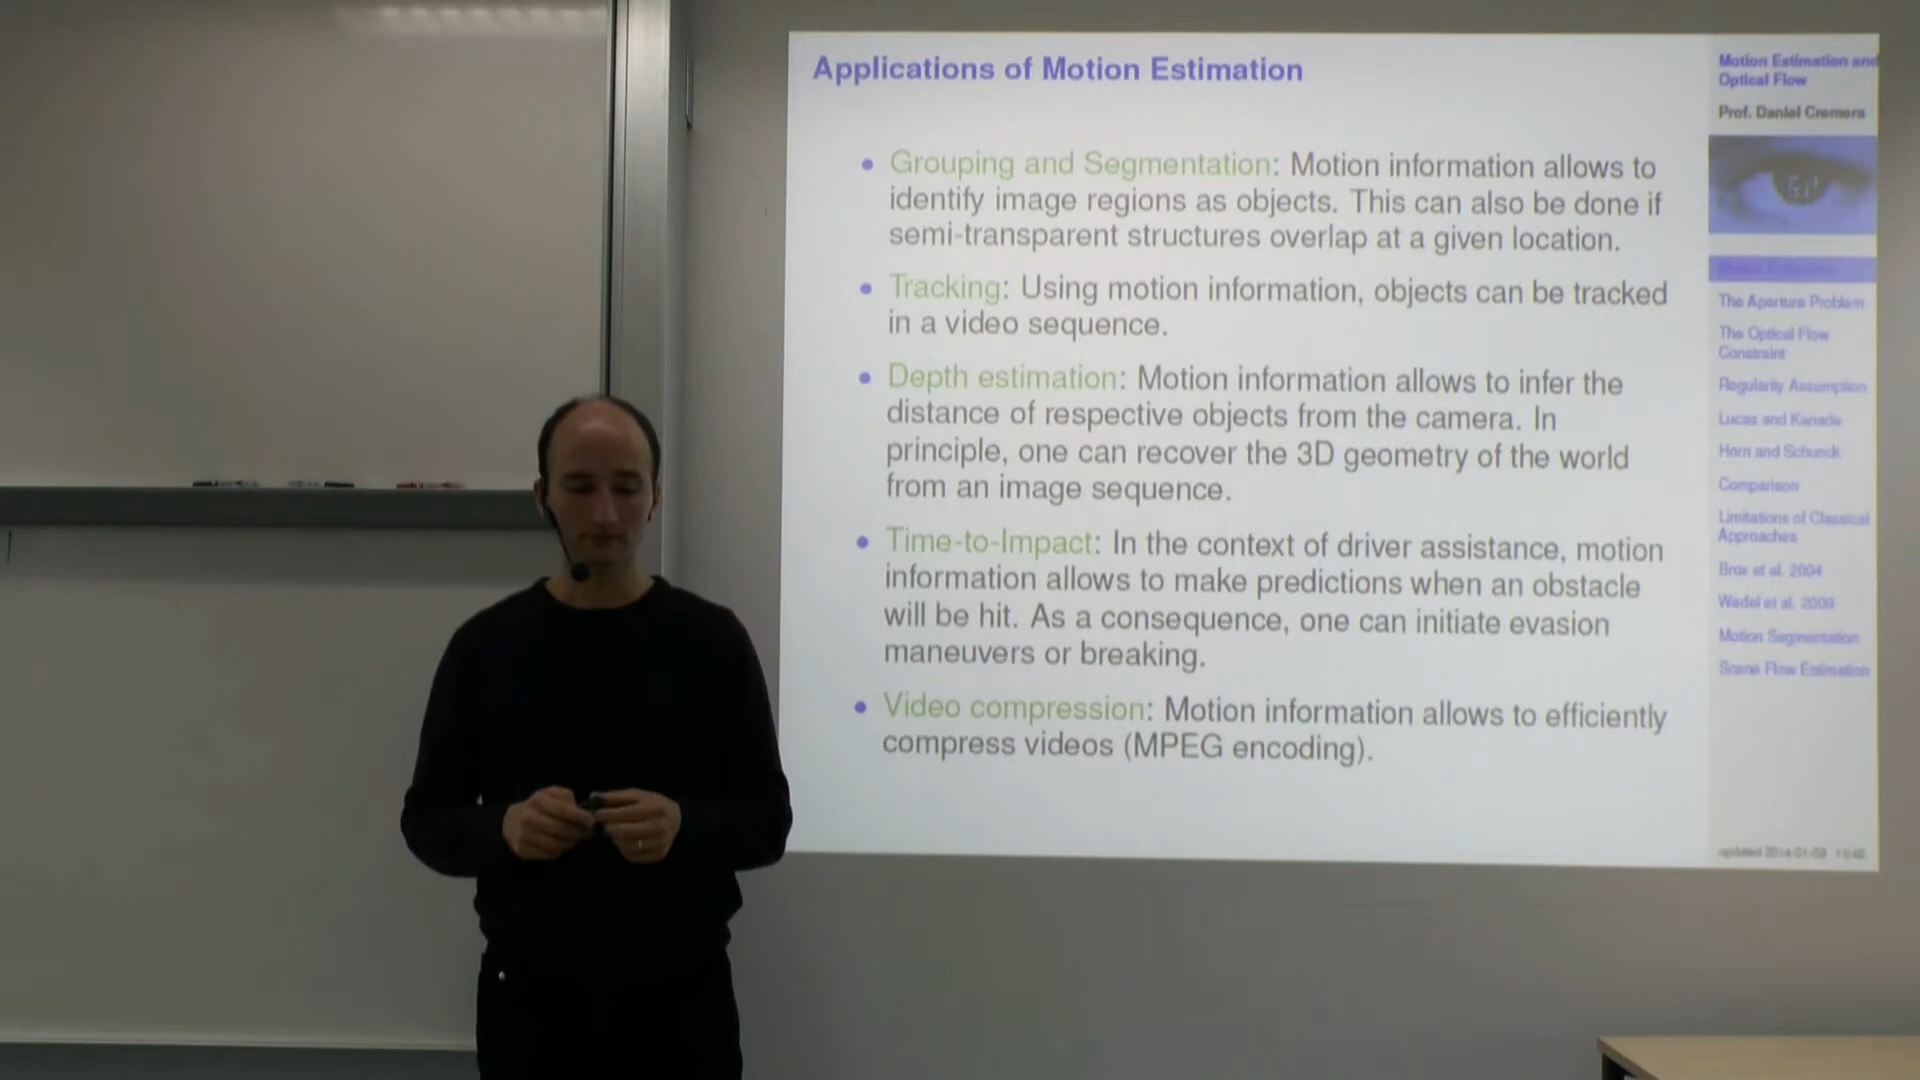 Applications of Motion Estimation
• Grouping and Segmentation: Motion information allows to
identify image regions as objects. This can also be done if
semi-transparent structures overlap at a given location.
• Tracking: Using motion information, objects can be tracked
in a video sequence.
• Depth estimation: Motion information allows to infer the
distance of respective objects from the camera. In
principle, one can recover the 3D geometry of the world
from an image sequence.
• Time-to-Impact: In the context of driver assistance, motion
information allows to make predictions when an obstacle
will be hit. As a consequence, one can initiate evasion
maneuvers or breaking.
• Video compression: Motion information allows to efficiently
compress videos (MPEG encoding).
Motion Estimation and
Optical Flow
Prof. Daniel Cremers
The Aperture Problem
The Optical Flow
Constraint
Regularity Assumption
Lucas and Kanade
Horn and Schunck
Comparison
Limitations of Classical
Approaches
Brox et al. 2004
Wedel et al.
Motion Segmentation
Scene Flow Estimation
updated